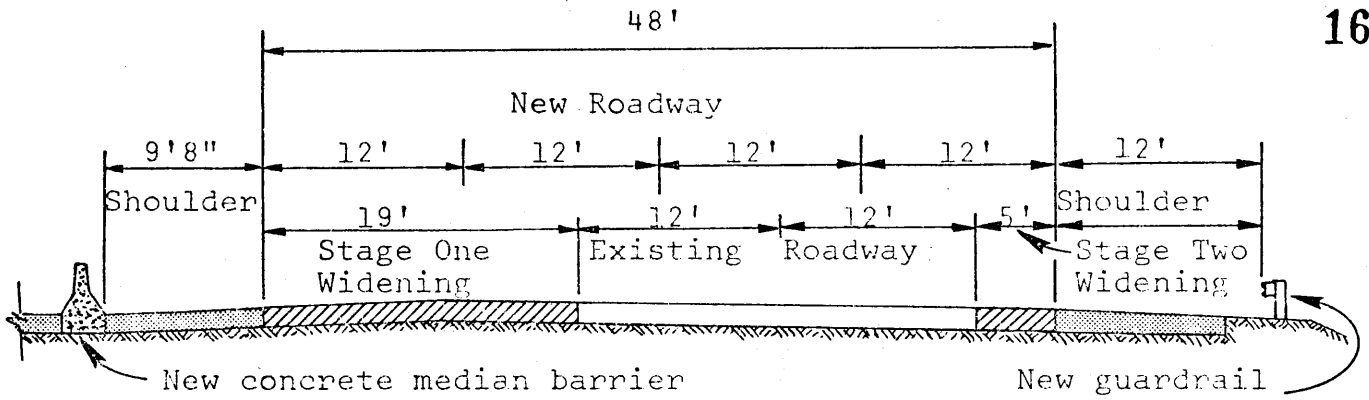 48'
16
New Roadway
9'8" 12' 12' 12' 12' 12'
Shoulder
19' 12' 12' 5' Shoulder
Stage One Existing Roadway Stage Two
Widening Widening
New concrete median barrier New guardrail